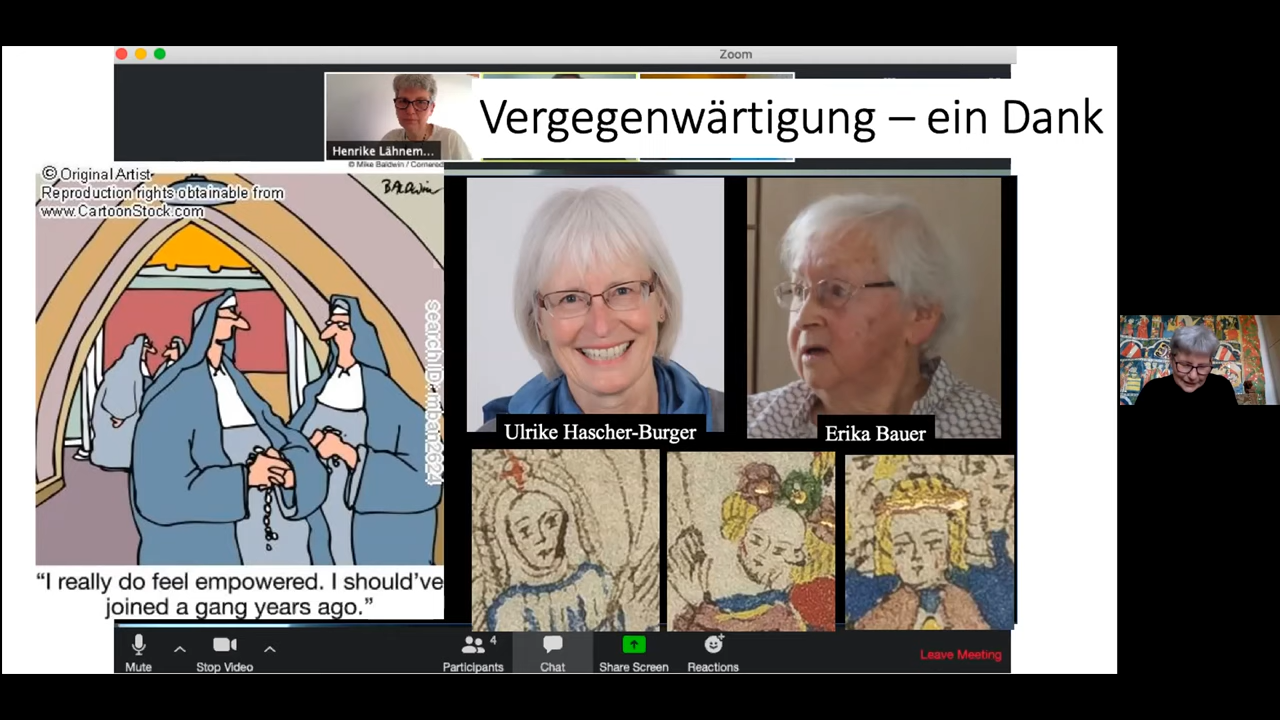 Zoom
Vergegenwärtigung – ein Dank
Henrike Lähnem...
© Mike Baldwin / Cornered
© Original Artist
Reproduction rights obtainable from
www.CartoonStock.com
BALDWIN
search ID: mban2624
Ulrike Hascher-Burger
Erika Bauer
“I really do feel empowered. I should’ve
joined a gang years ago.”
Mute
Stop Video
4
Participants
Chat
Share Screen
Reactions
Leave Meeting